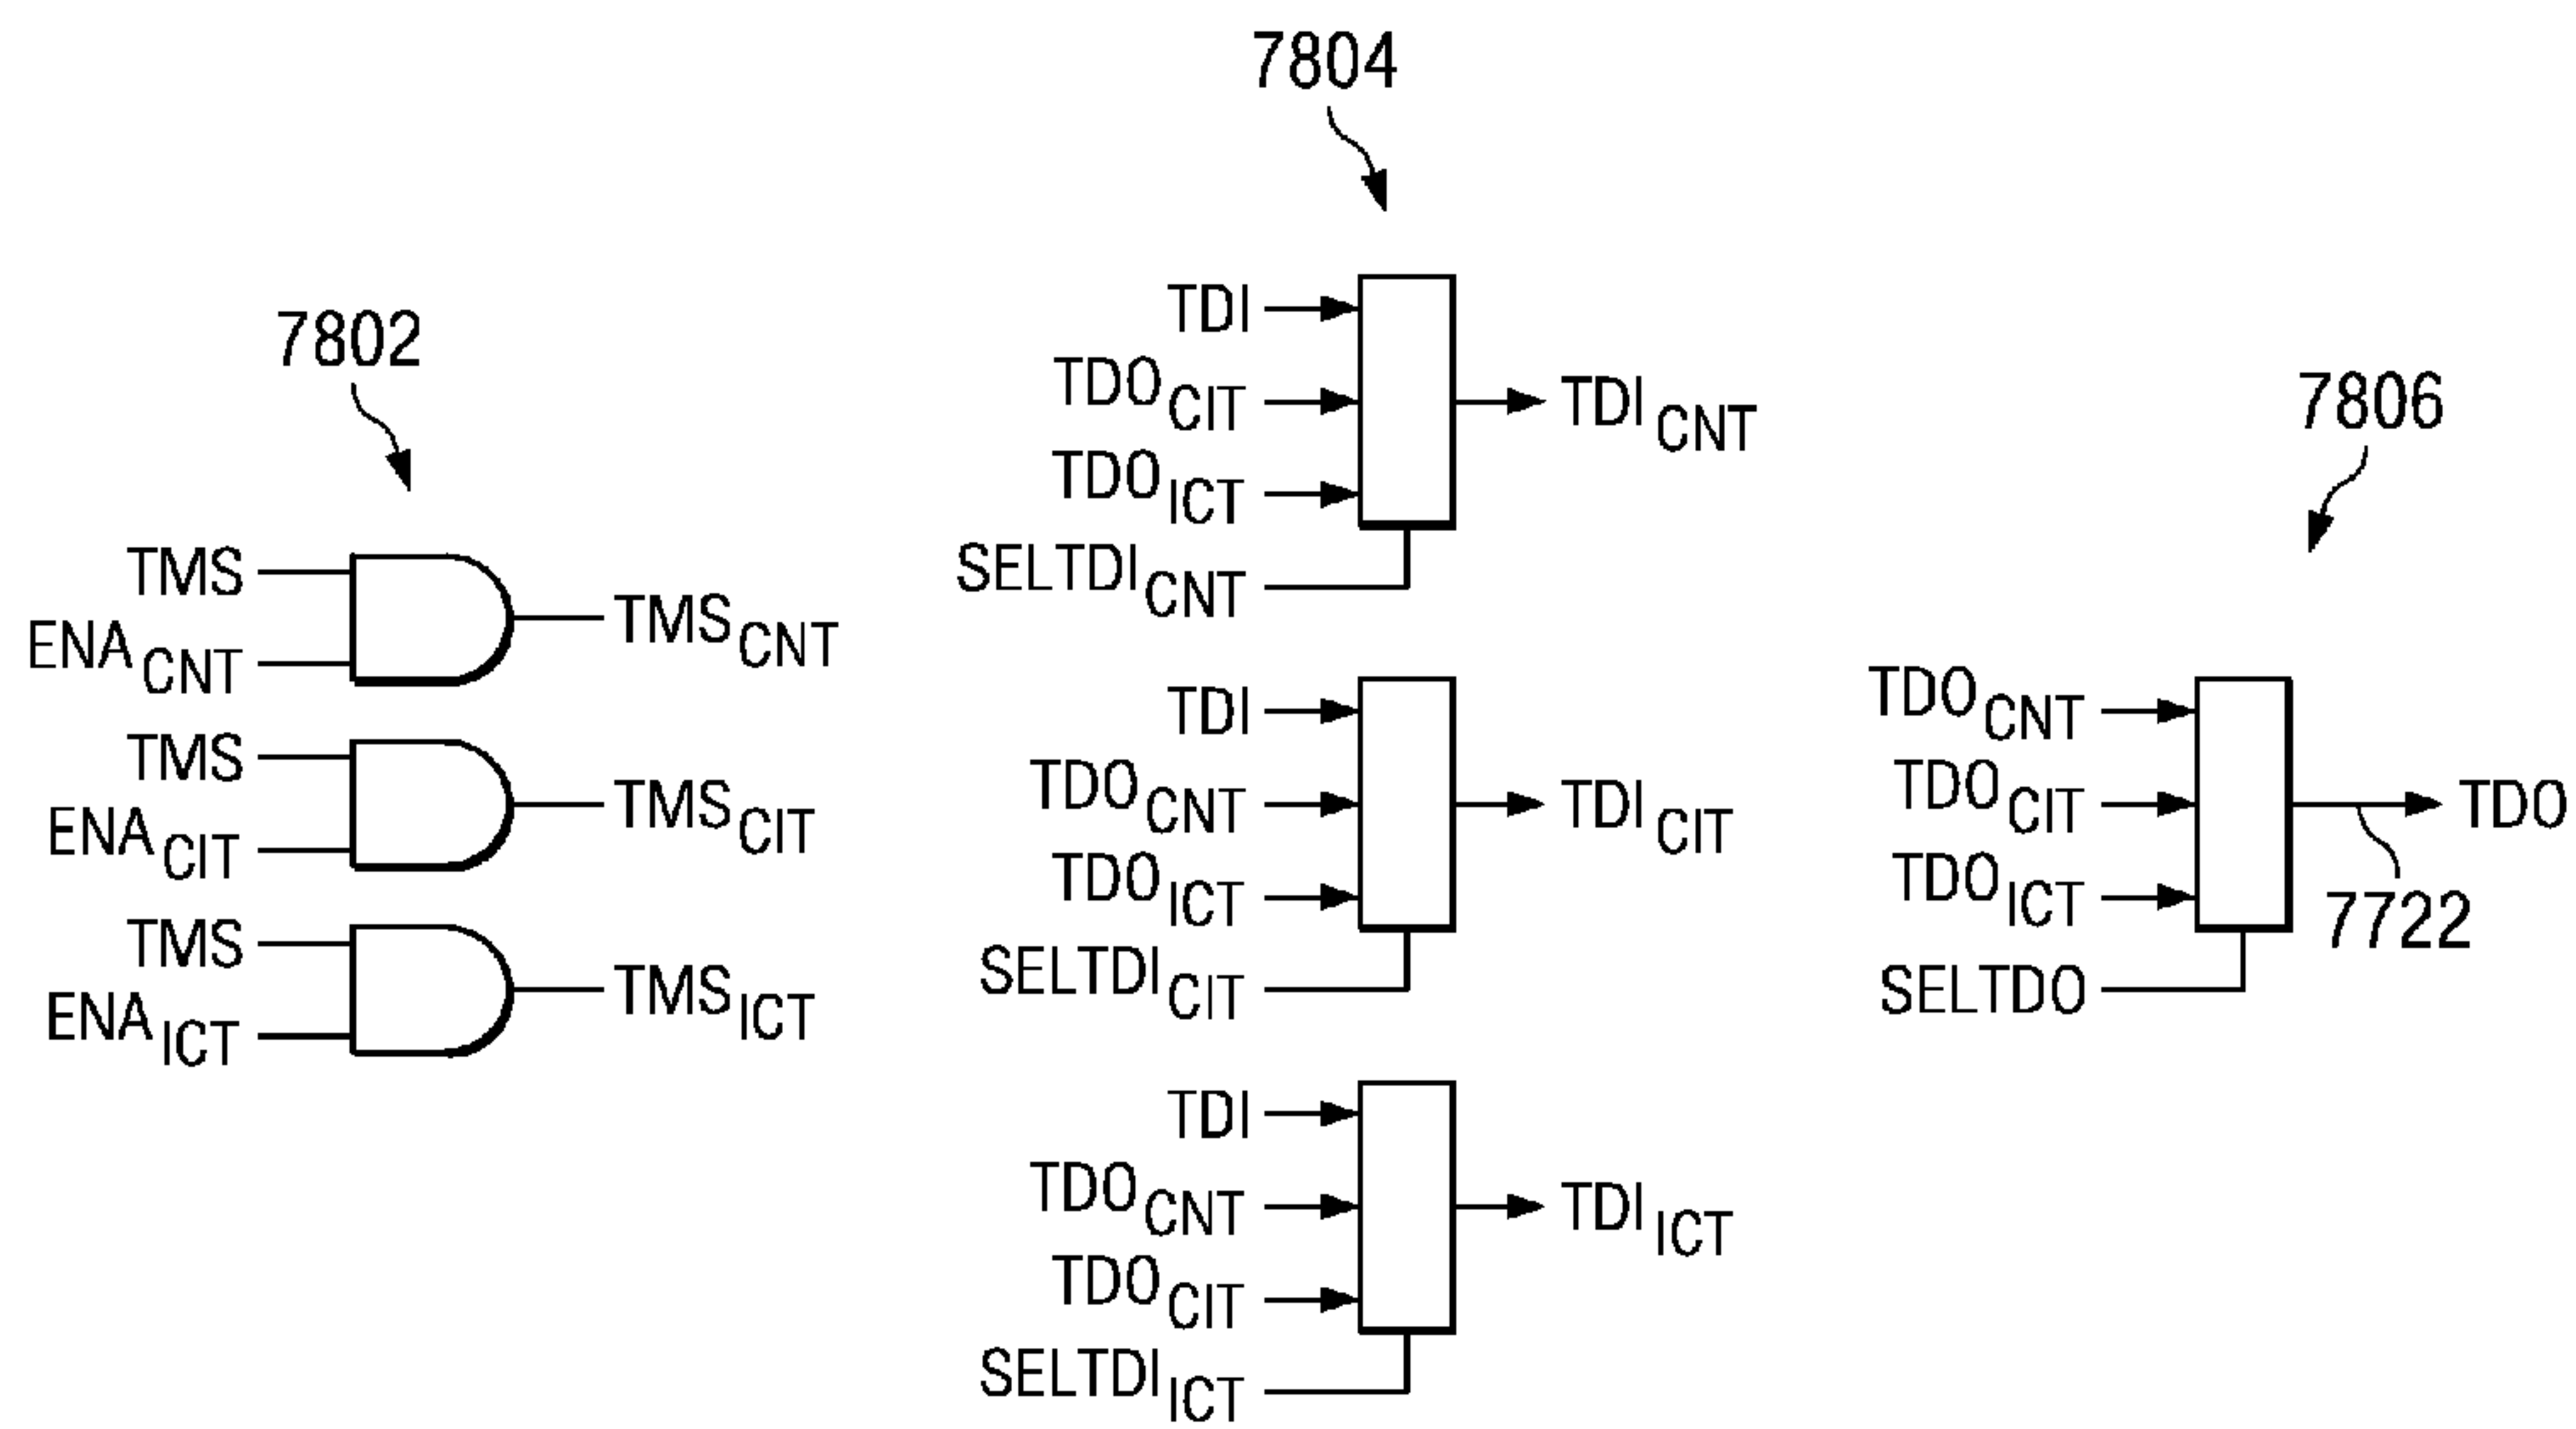 7804
7802
7806
TMS
ENA CNT
TMS CNT
TMS
ENA CIT
TMS CIT
TMS
ENA ICT
TMS ICT
TDI
TDO CIT
TDO ICT
SELTDI CNT
TDI CNT
TDI
TDO CNT
TDO ICT
SELTDI CIT
TDI CIT
TDI
TDO CNT
TDO CIT
SELTDI ICT
TDI ICT
TDO CNT
TDO CIT
TDO ICT
SELTDO
TDO
7722